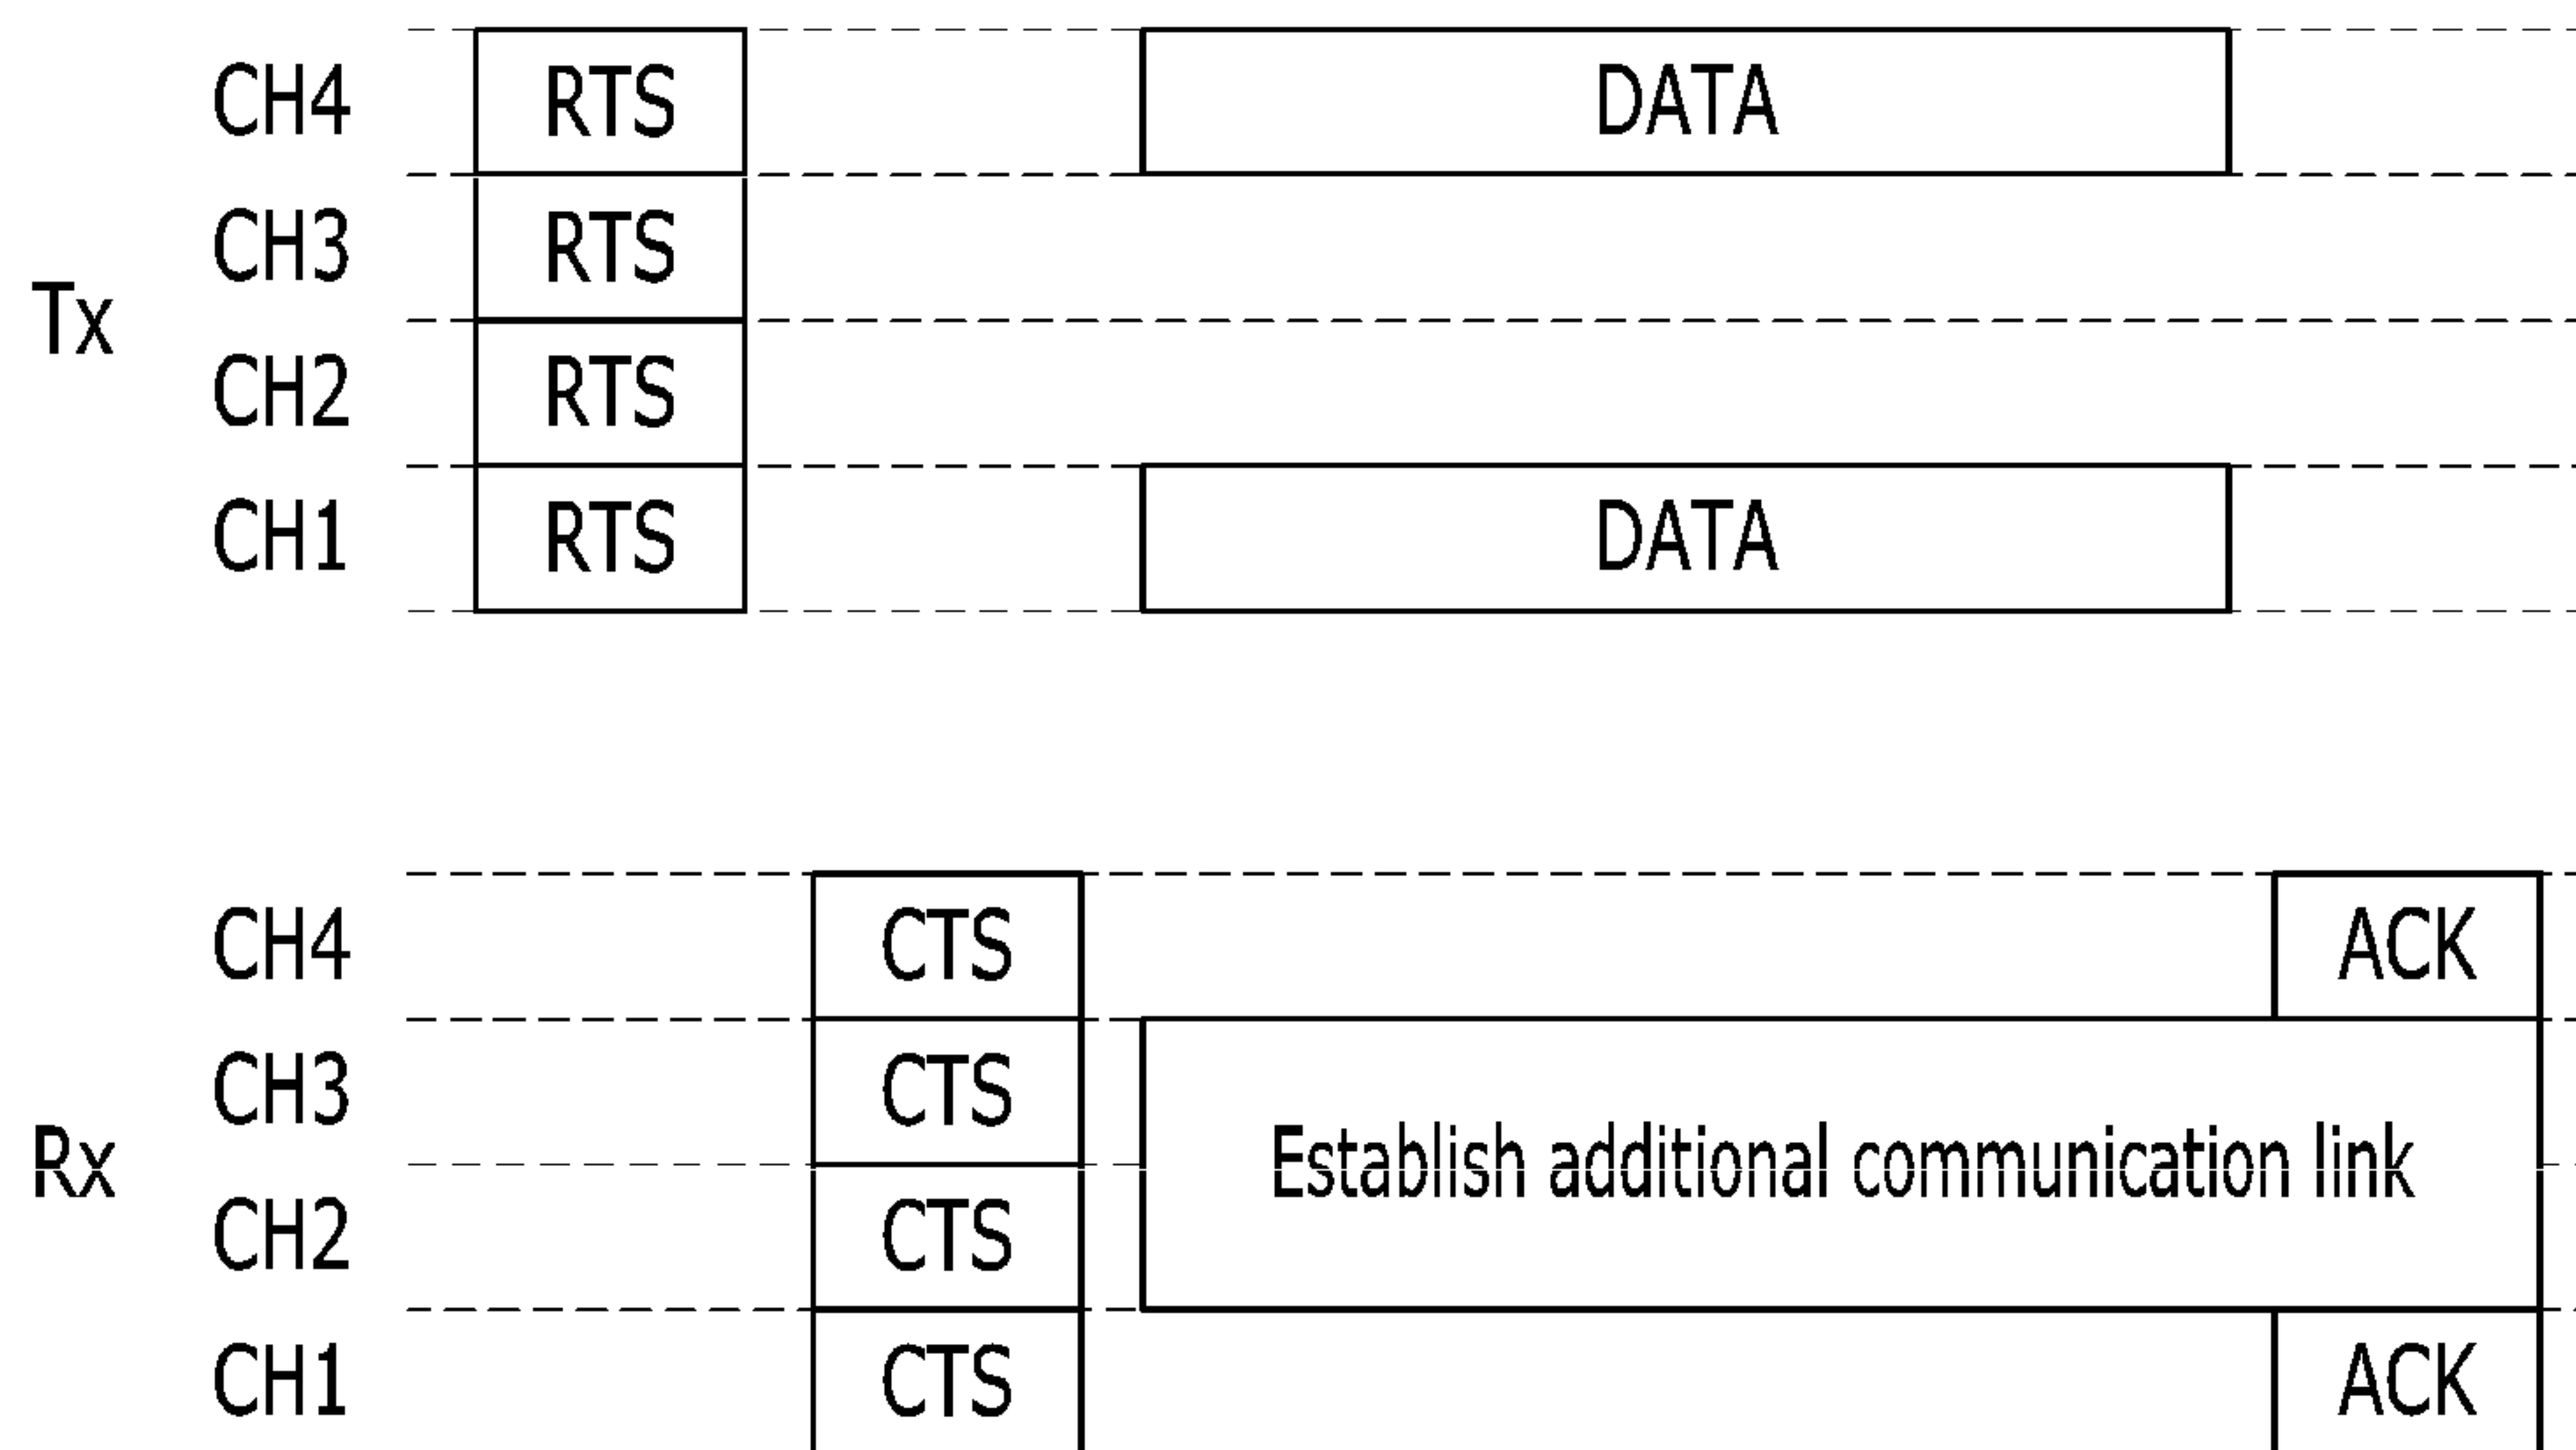 CH4 RTS DATA
CH3 RTS
Tx
CH2 RTS
CH1 RTS DATA
CH4 CTS ACK
CH3 CTS
Rx Establish additional communication link
CH2 CTS
CH1 CTS ACK